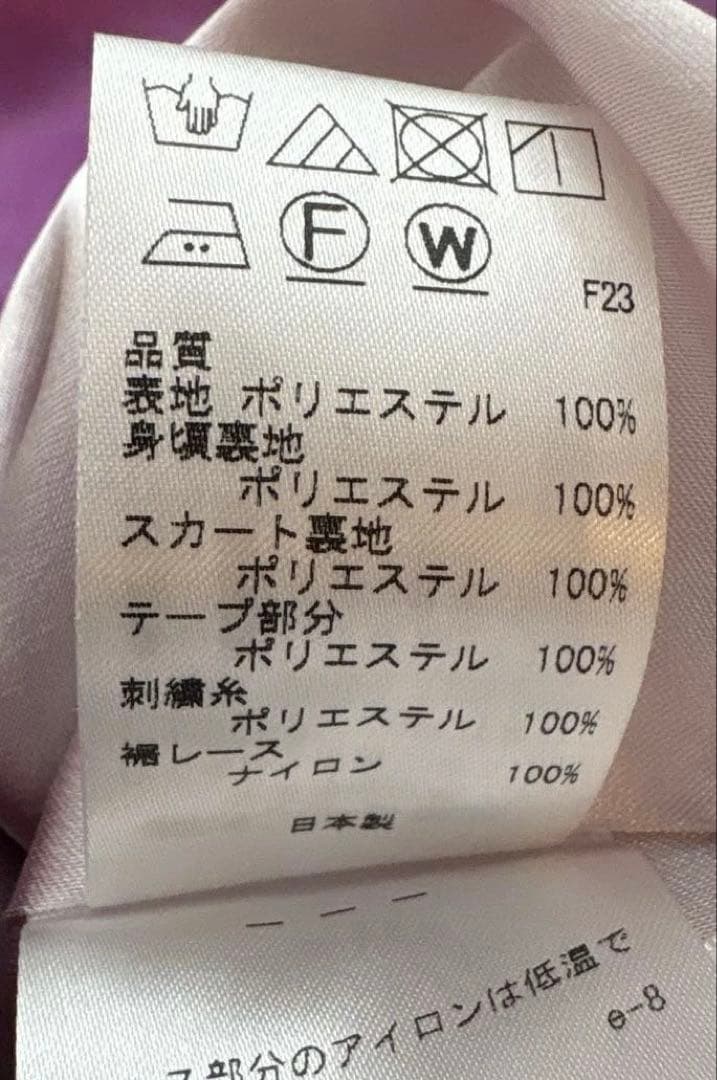 F
W
F23
品質
表地 ポリエステル 100%
身頃裏地
ポリエステル 100%
スカート裏地
ポリエステル 100%
テープ部分
ポリエステル 100%
刺繍糸
ポリエステル 100%
裾レース
ナイロン 100%
日本製
ス部分のアイロンは低温で
e-8